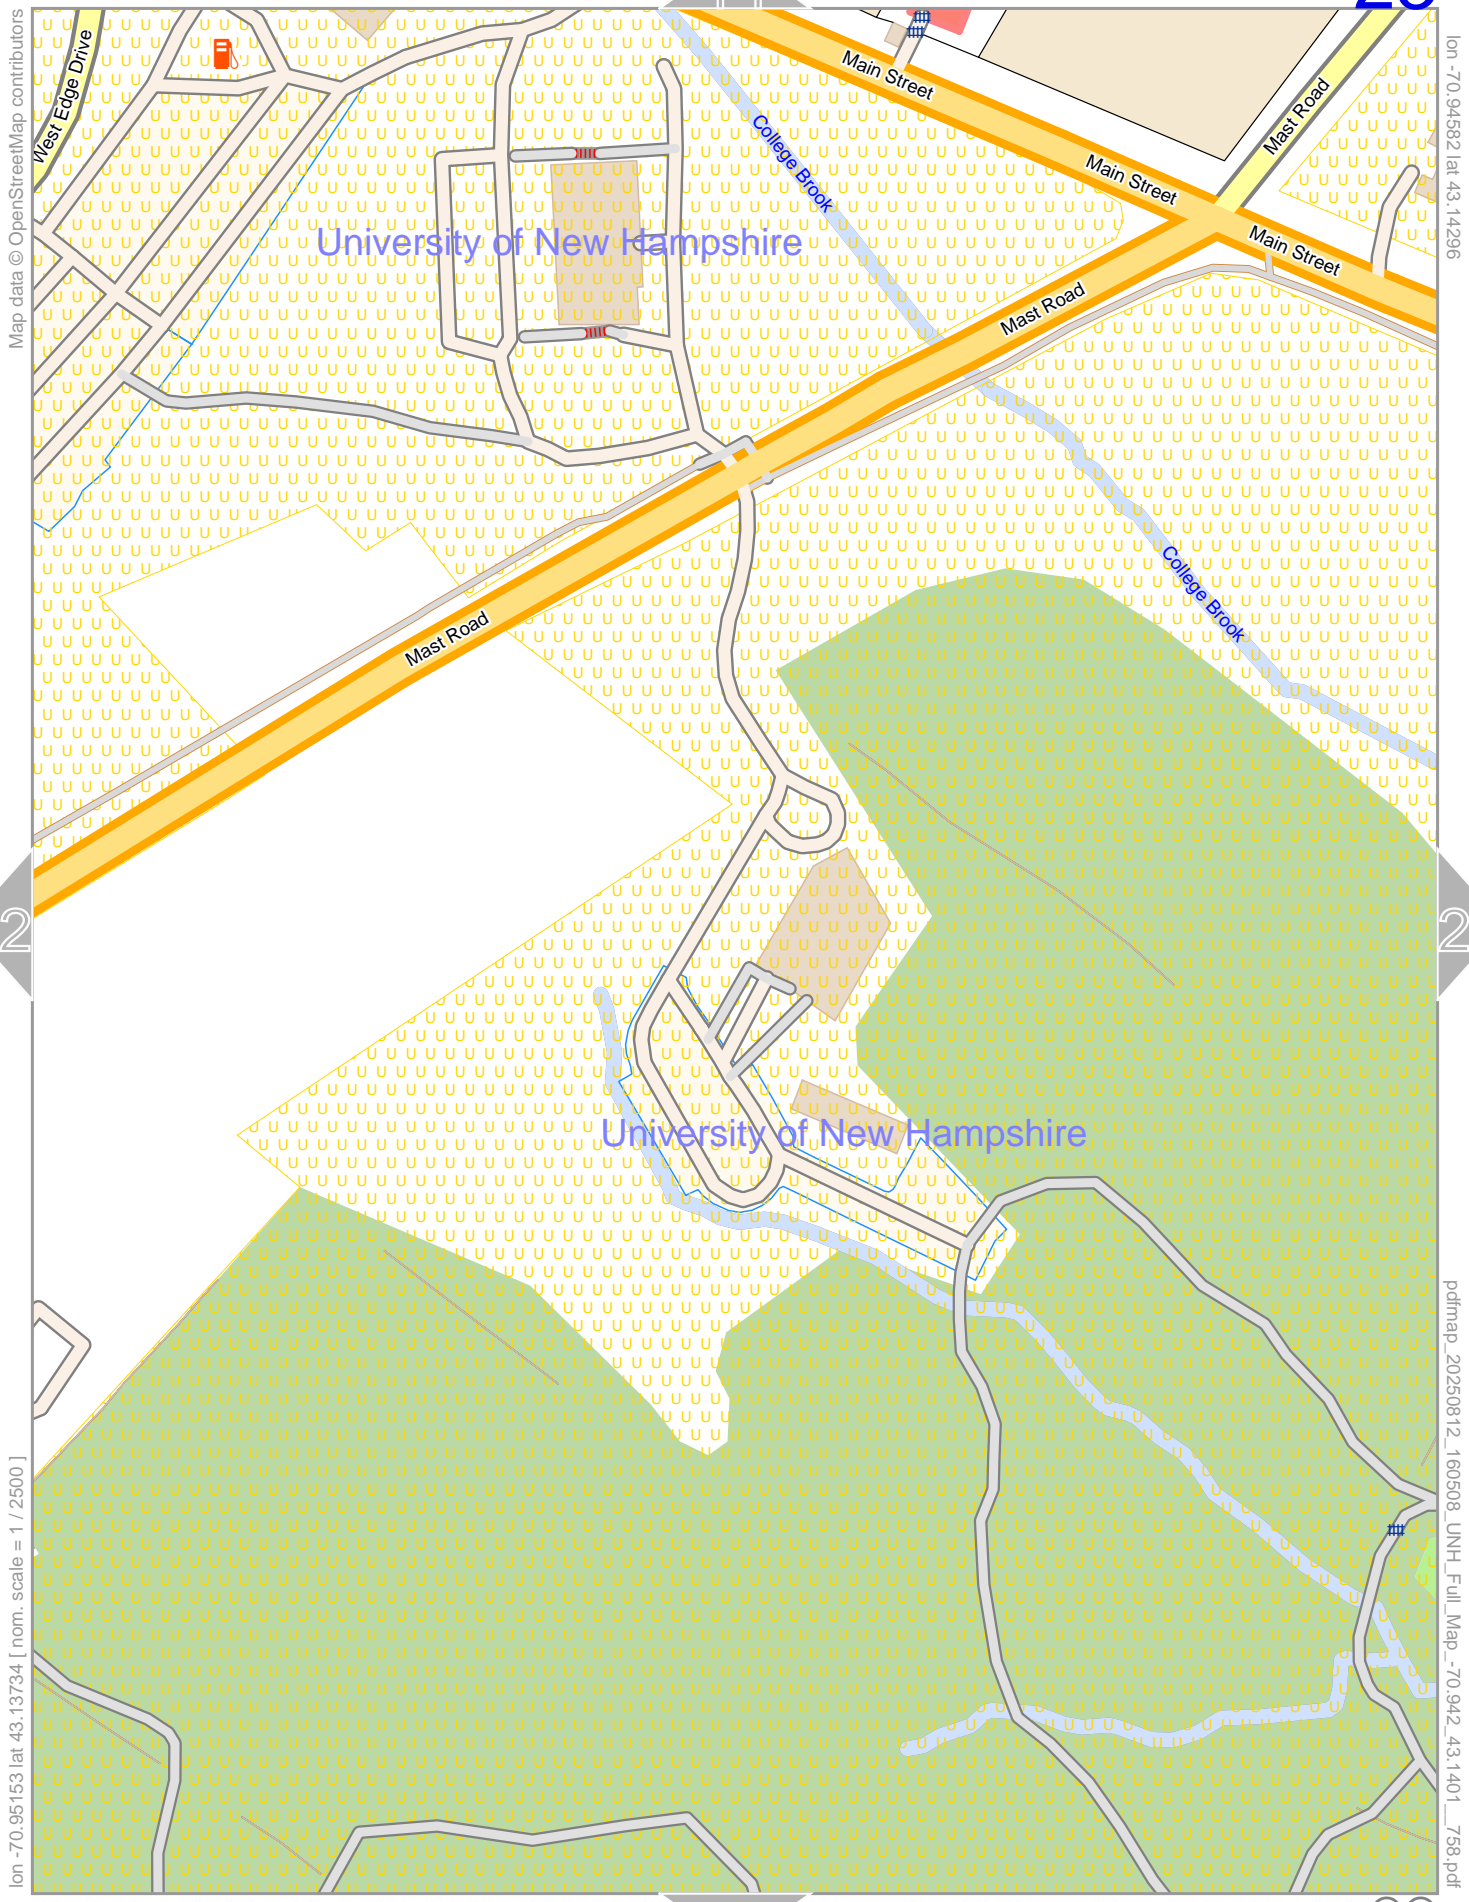 Map data © OpenStreetMap contributors
West Edge Drive
Main Street
Main Street
Main Street
Mast Road
Mast Road
Mast Road
College Brook
College Brook
University of New Hampshire
University of New Hampshire
2
2
lon -70.94582 lat 43.14296
lon -70.95153 lat 43.13734 [ nom. scale = 1 / 2500 ]
pdfmap_20250812_160508_UNH_Full_Map_-70.942_43.1401__758.pdf